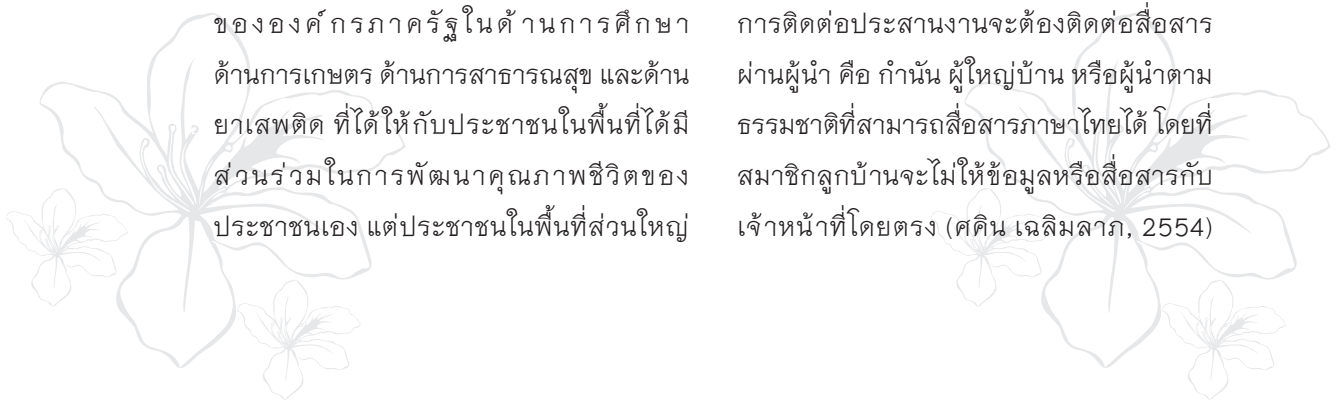 ขององค์กรภาครัฐในด้านการศึกษา
ด้านการเกษตร ด้านการสาธารณสุข และด้าน
ยาเสพติด ที่ได้ให้กับประชาชนในพื้นที่ได้มี
ส่วนร่วมในการพัฒนาคุณภาพชีวิตของ
ประชาชนเอง แต่ประชาชนในพื้นที่ส่วนใหญ่
การติดต่อประสานงานจะต้องติดต่อสื่อสาร
ผ่านผู้นำ คือ กำนัน ผู้ใหญ่บ้าน หรือผู้นำตาม
ธรรมชาติที่สามารถสื่อสารภาษาไทยได้ โดยที่
สมาชิกลูกบ้านจะไม่ให้ข้อมูลหรือสื่อสารกับ
เจ้าหน้าที่โดยตรง (ศคิน เฉลิมลาภ, 2554)